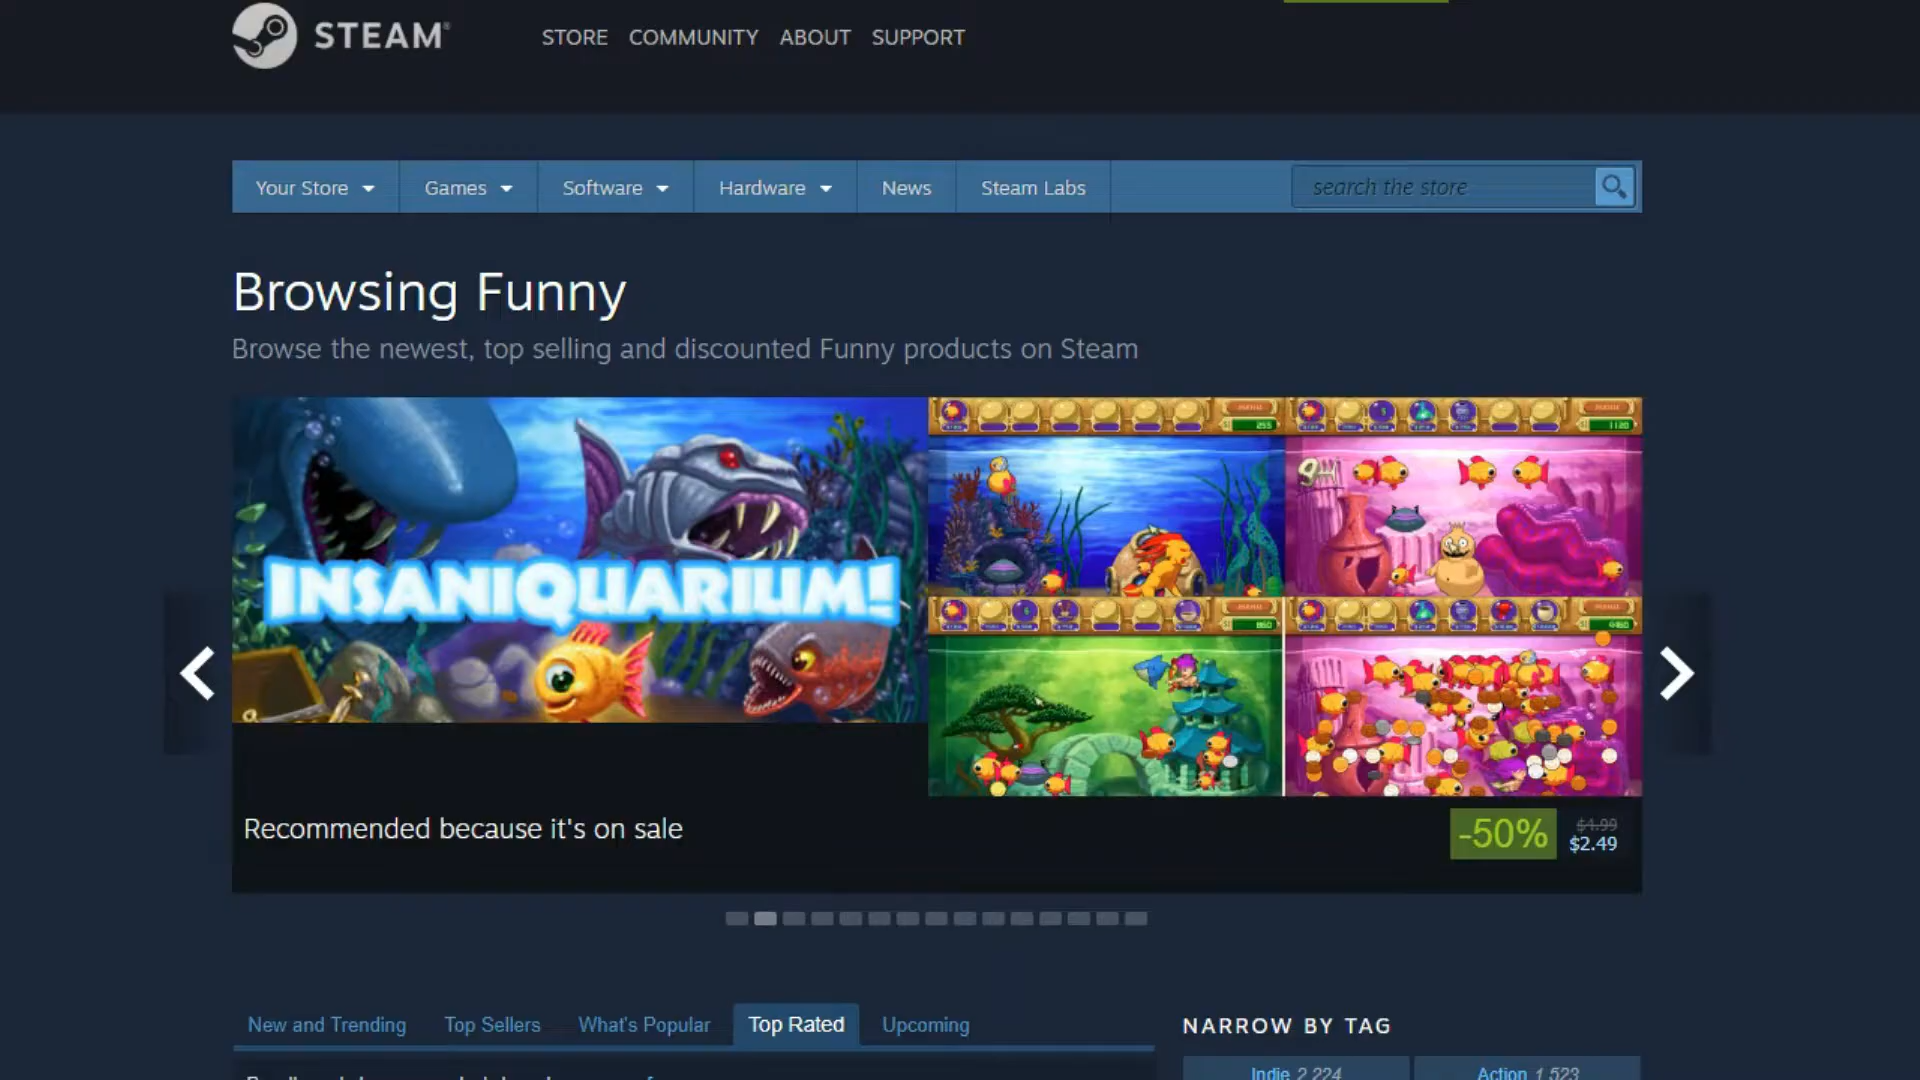 STEAM
STORE COMMUNITY ABOUT SUPPORT
Your Store Games Software Hardware News Steam Labs search the store
Browsing Funny
Browse the newest, top selling and discounted Funny products on Steam
INSANIQUARIUM!
Recommended because it's on sale
-50% $4.99
$2.49
New and Trending Top Sellers What's Popular Top Rated Upcoming
NARROW BY TAG
Indie 2,224 Action 1,523